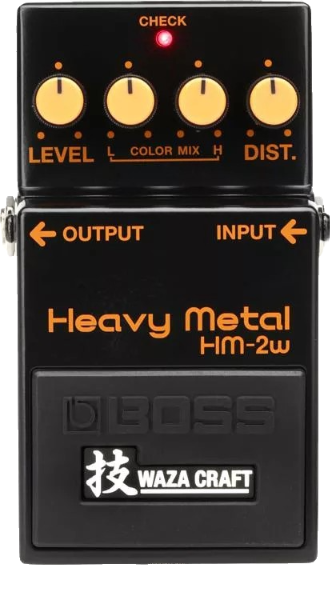 CHECK
LEVEL L COLOR MIX H DIST.
OUTPUT INPUT
Heavy Metal
HM-2w
BOSS
技 WAZA CRAFT